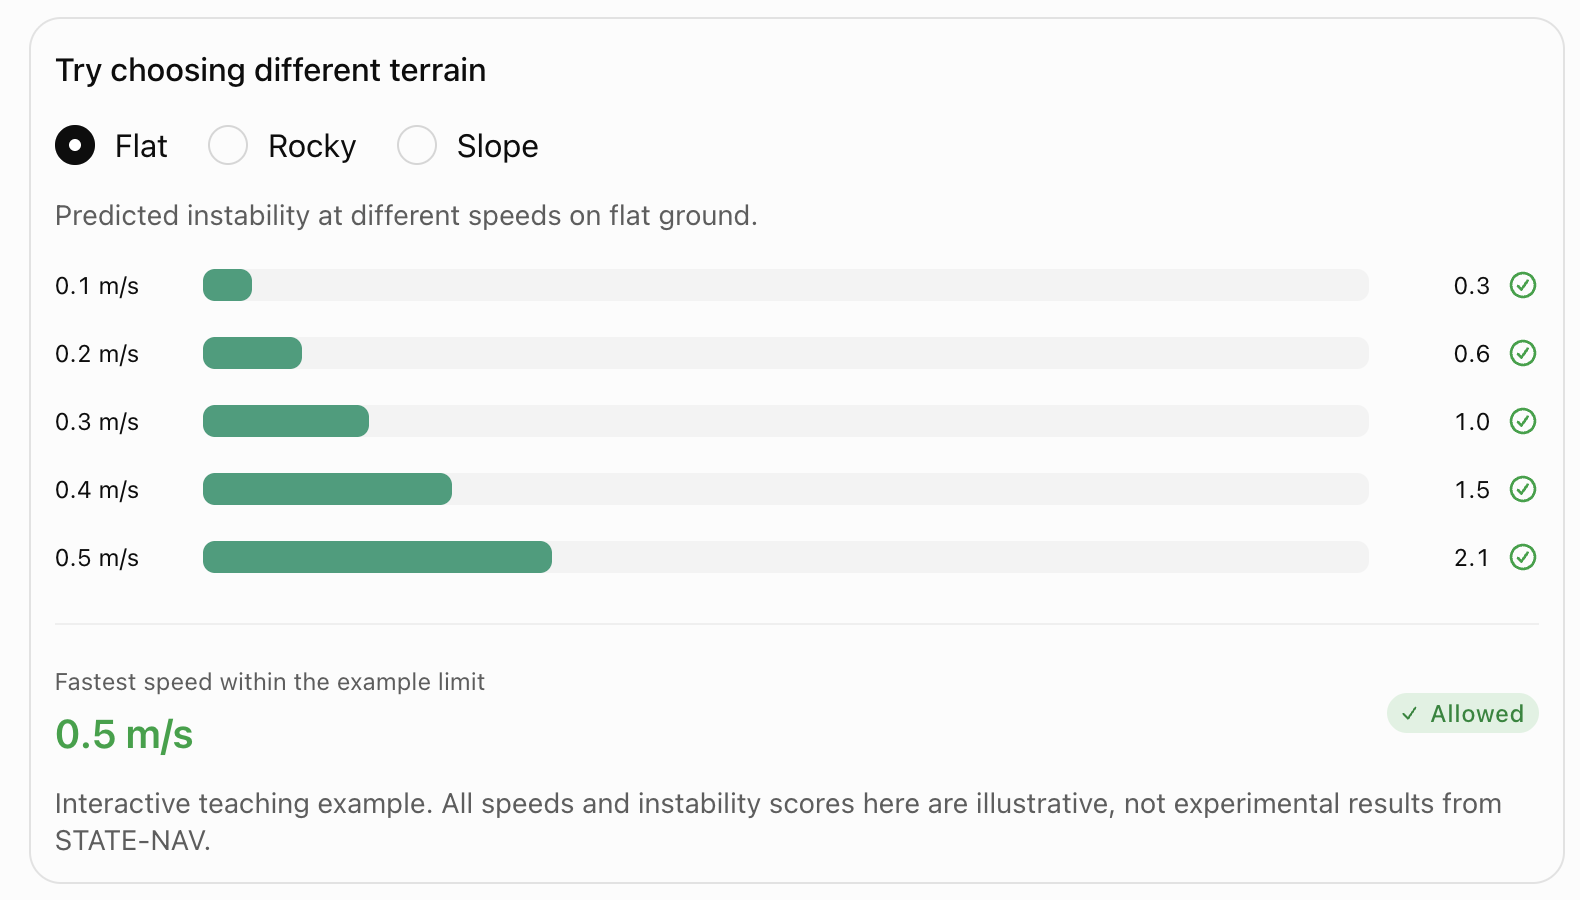 Try choosing different terrain
Flat Rocky Slope
Predicted instability at different speeds on flat ground.
0.1 m/s 0.3
0.2 m/s 0.6
0.3 m/s 1.0
0.4 m/s 1.5
0.5 m/s 2.1
Fastest speed within the example limit
0.5 m/s
Allowed
Interactive teaching example. All speeds and instability scores here are illustrative, not experimental results from
STATE-NAV.